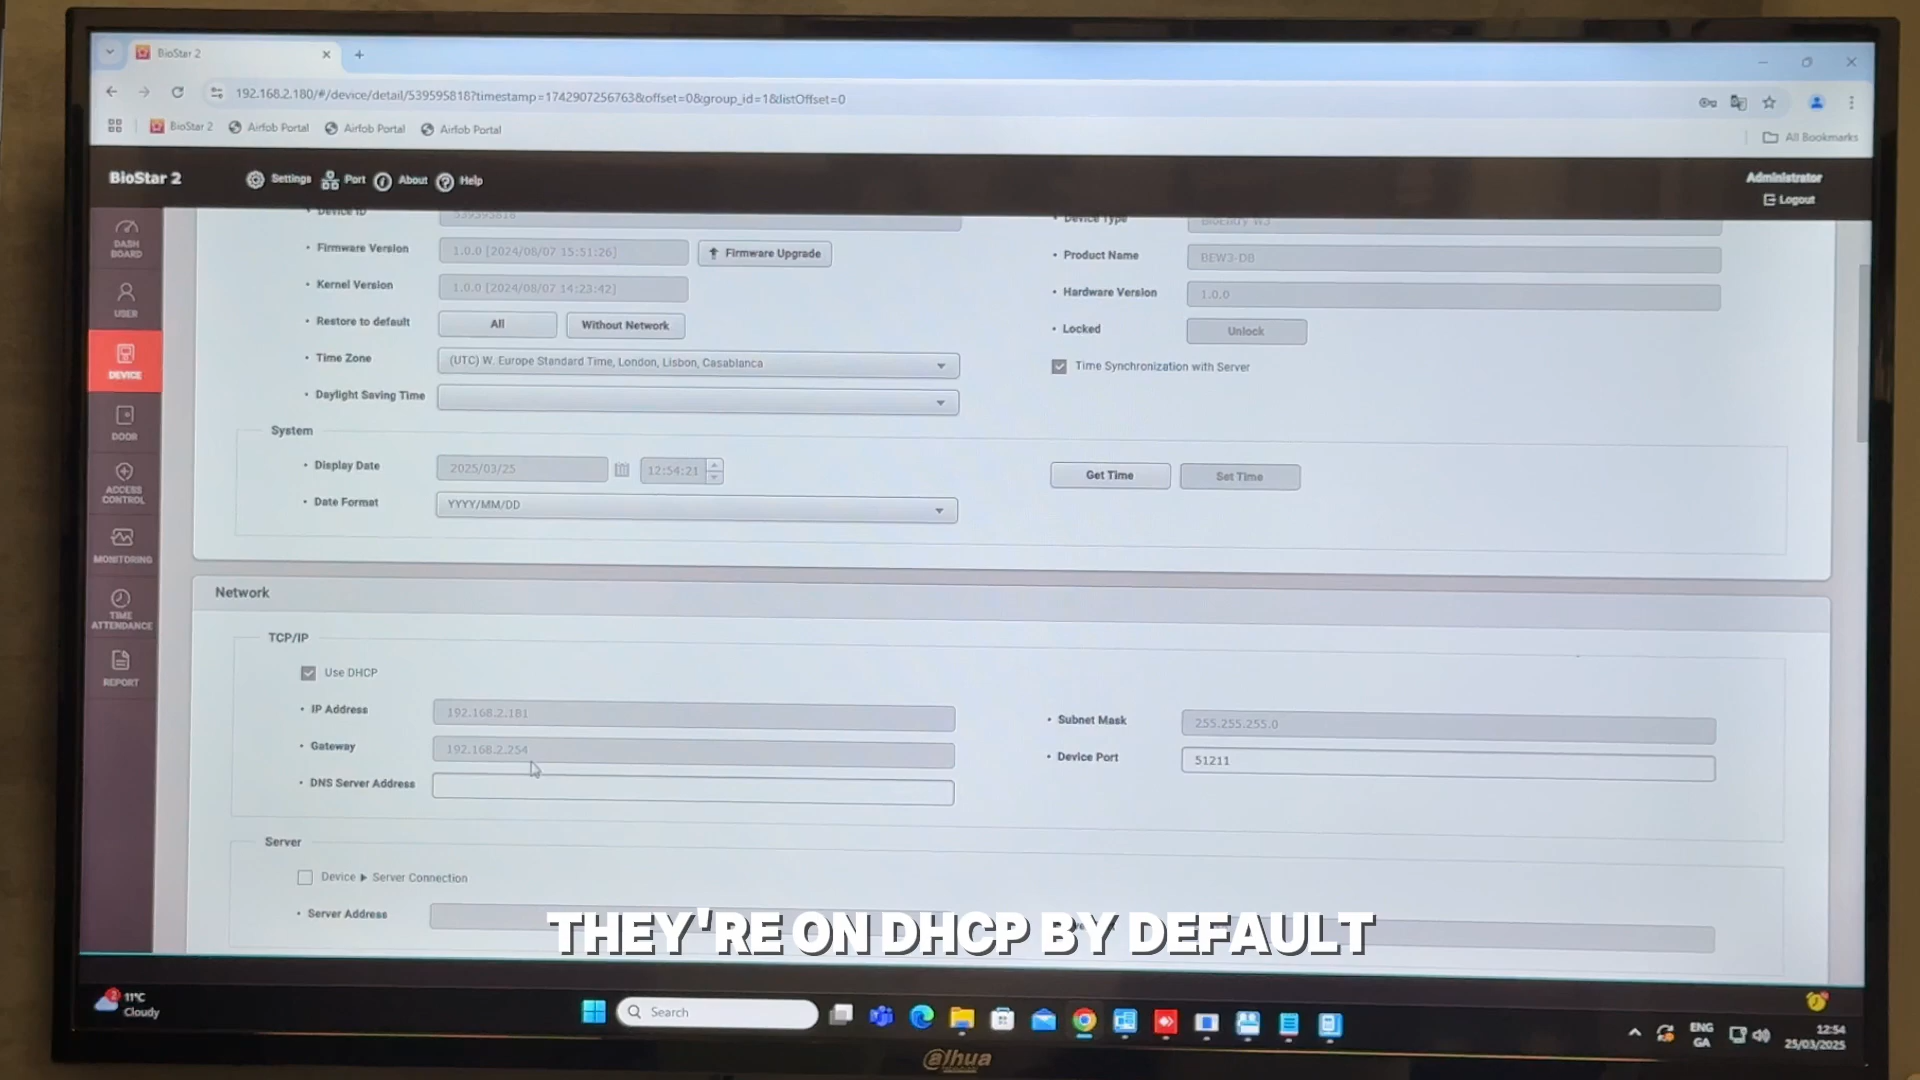 BioStar 2
192.168.2.180/#/device/detail/539595818?timestamp=1742907256763&offset=0&group_id=1&listOffset=0
BioStar 2 Airfob Portal Airfob Portal Airfob Portal
All Bookmarks
BioStar 2 Settings Port About Help
Administrator
Logout
DASH
BOARD
USER
DEVICE
DOOR
ACCESS
CONTROL
MONITORING
TIME
ATTENDANCE
REPORT
• Device ID 539595818
• Device Type BioEntry W3
• Firmware Version 1.0.0 [2024/08/07 15:51:26] Firmware Upgrade
• Product Name BEW3-DB
• Kernel Version 1.0.0 [2024/08/07 14:23:42]
• Hardware Version 1.0.0
• Restore to default All Without Network
• Locked Unlock
• Time Zone (UTC) W. Europe Standard Time, London, Lisbon, Casablanca
Time Synchronization with Server
• Daylight Saving Time
System
• Display Date 2025/03/25 12:54:21
Get Time Set Time
• Date Format YYYY/MM/DD
Network
TCP/IP
Use DHCP
• IP Address 192.168.2.181
• Subnet Mask 255.255.255.0
• Gateway 192.168.2.254
• Device Port 51211
• DNS Server Address
Server
Device ▸ Server Connection
• Server Address
THEY'RE ON DHCP BY DEFAULT
2
11°C
Cloudy
Search
ENG
GA
12:54
25/03/2025
alhua